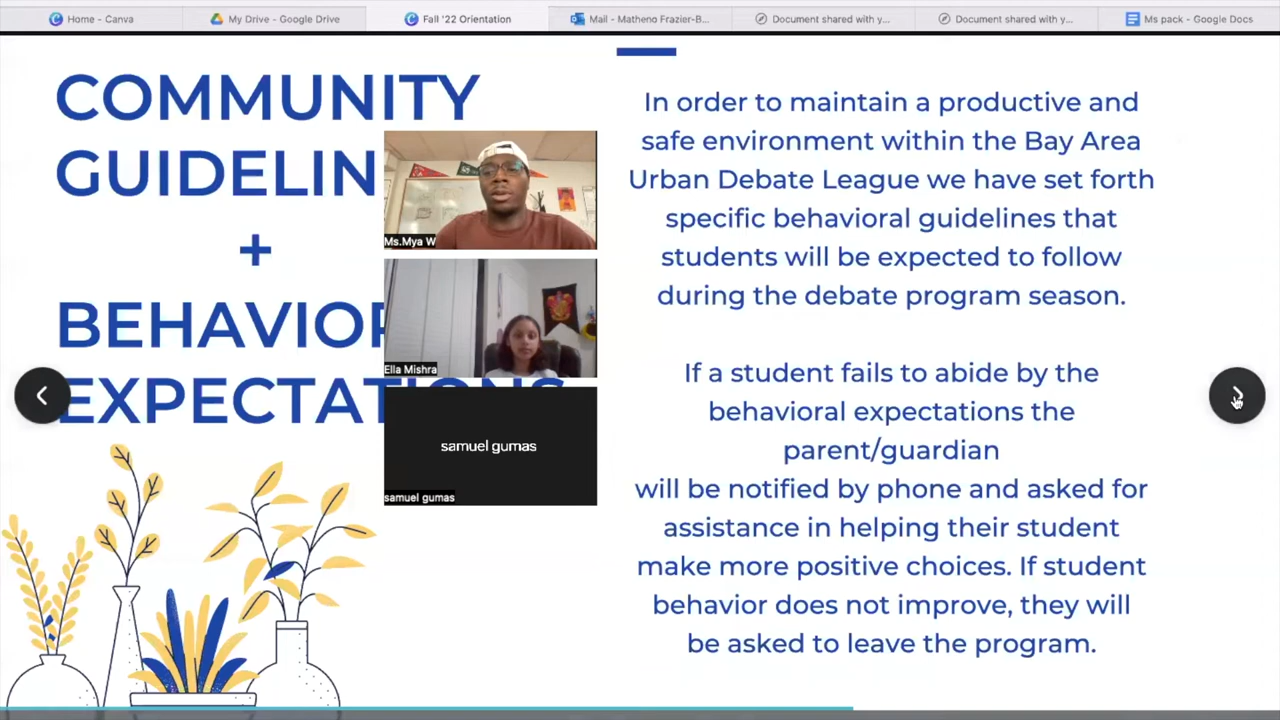 Home - Canva
My Drive - Google Drive
Fall '22 Orientation
Mail - Matheno Frazier-B...
Document shared with y...
Document shared with y...
Ms pack - Google Docs
COMMUNITY
GUIDELIN
+
BEHAVIOR
EXPECTATIONS
Ms.Mya W
Ella Mishra
samuel gumas
samuel gumas
In order to maintain a productive and
safe environment within the Bay Area
Urban Debate League we have set forth
specific behavioral guidelines that
students will be expected to follow
during the debate program season.
If a student fails to abide by the
behavioral expectations the
parent/guardian
will be notified by phone and asked for
assistance in helping their student
make more positive choices. If student
behavior does not improve, they will
be asked to leave the program.